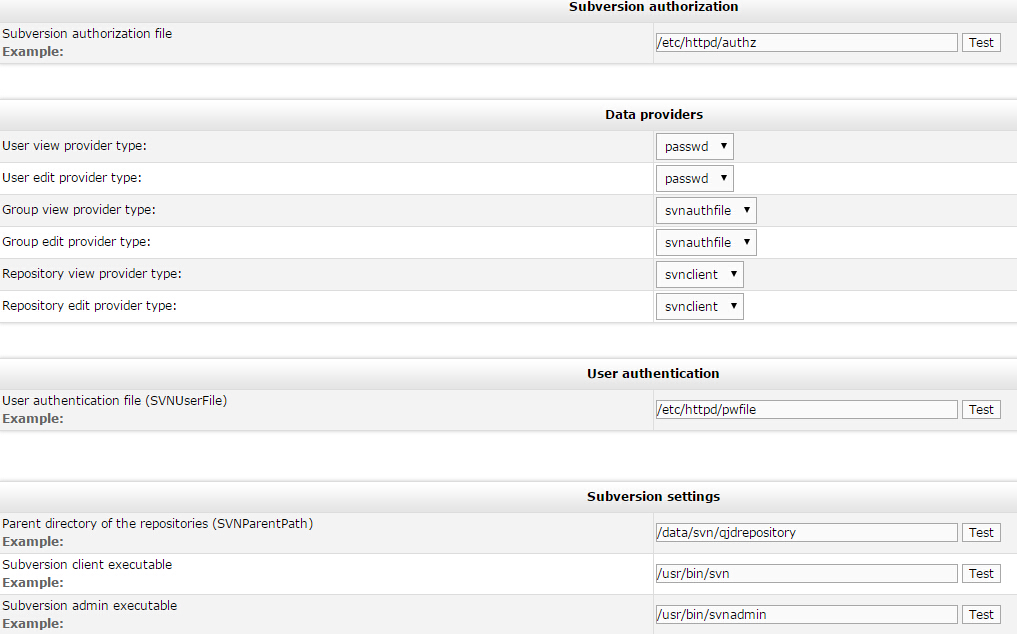 Subversion authorization
Subversion authorization file
Example:
/etc/httpd/authz Test
Data providers
User view provider type: passwd
User edit provider type: passwd
Group view provider type: svnauthfile
Group edit provider type: svnauthfile
Repository view provider type: svnclient
Repository edit provider type: svnclient
User authentication
User authentication file (SVNUserFile)
Example:
/etc/httpd/pwfile Test
Subversion settings
Parent directory of the repositories (SVNParentPath)
Example:
/data/svn/qjdrepository Test
Subversion client executable
Example:
/usr/bin/svn Test
Subversion admin executable
Example:
/usr/bin/svnadmin Test